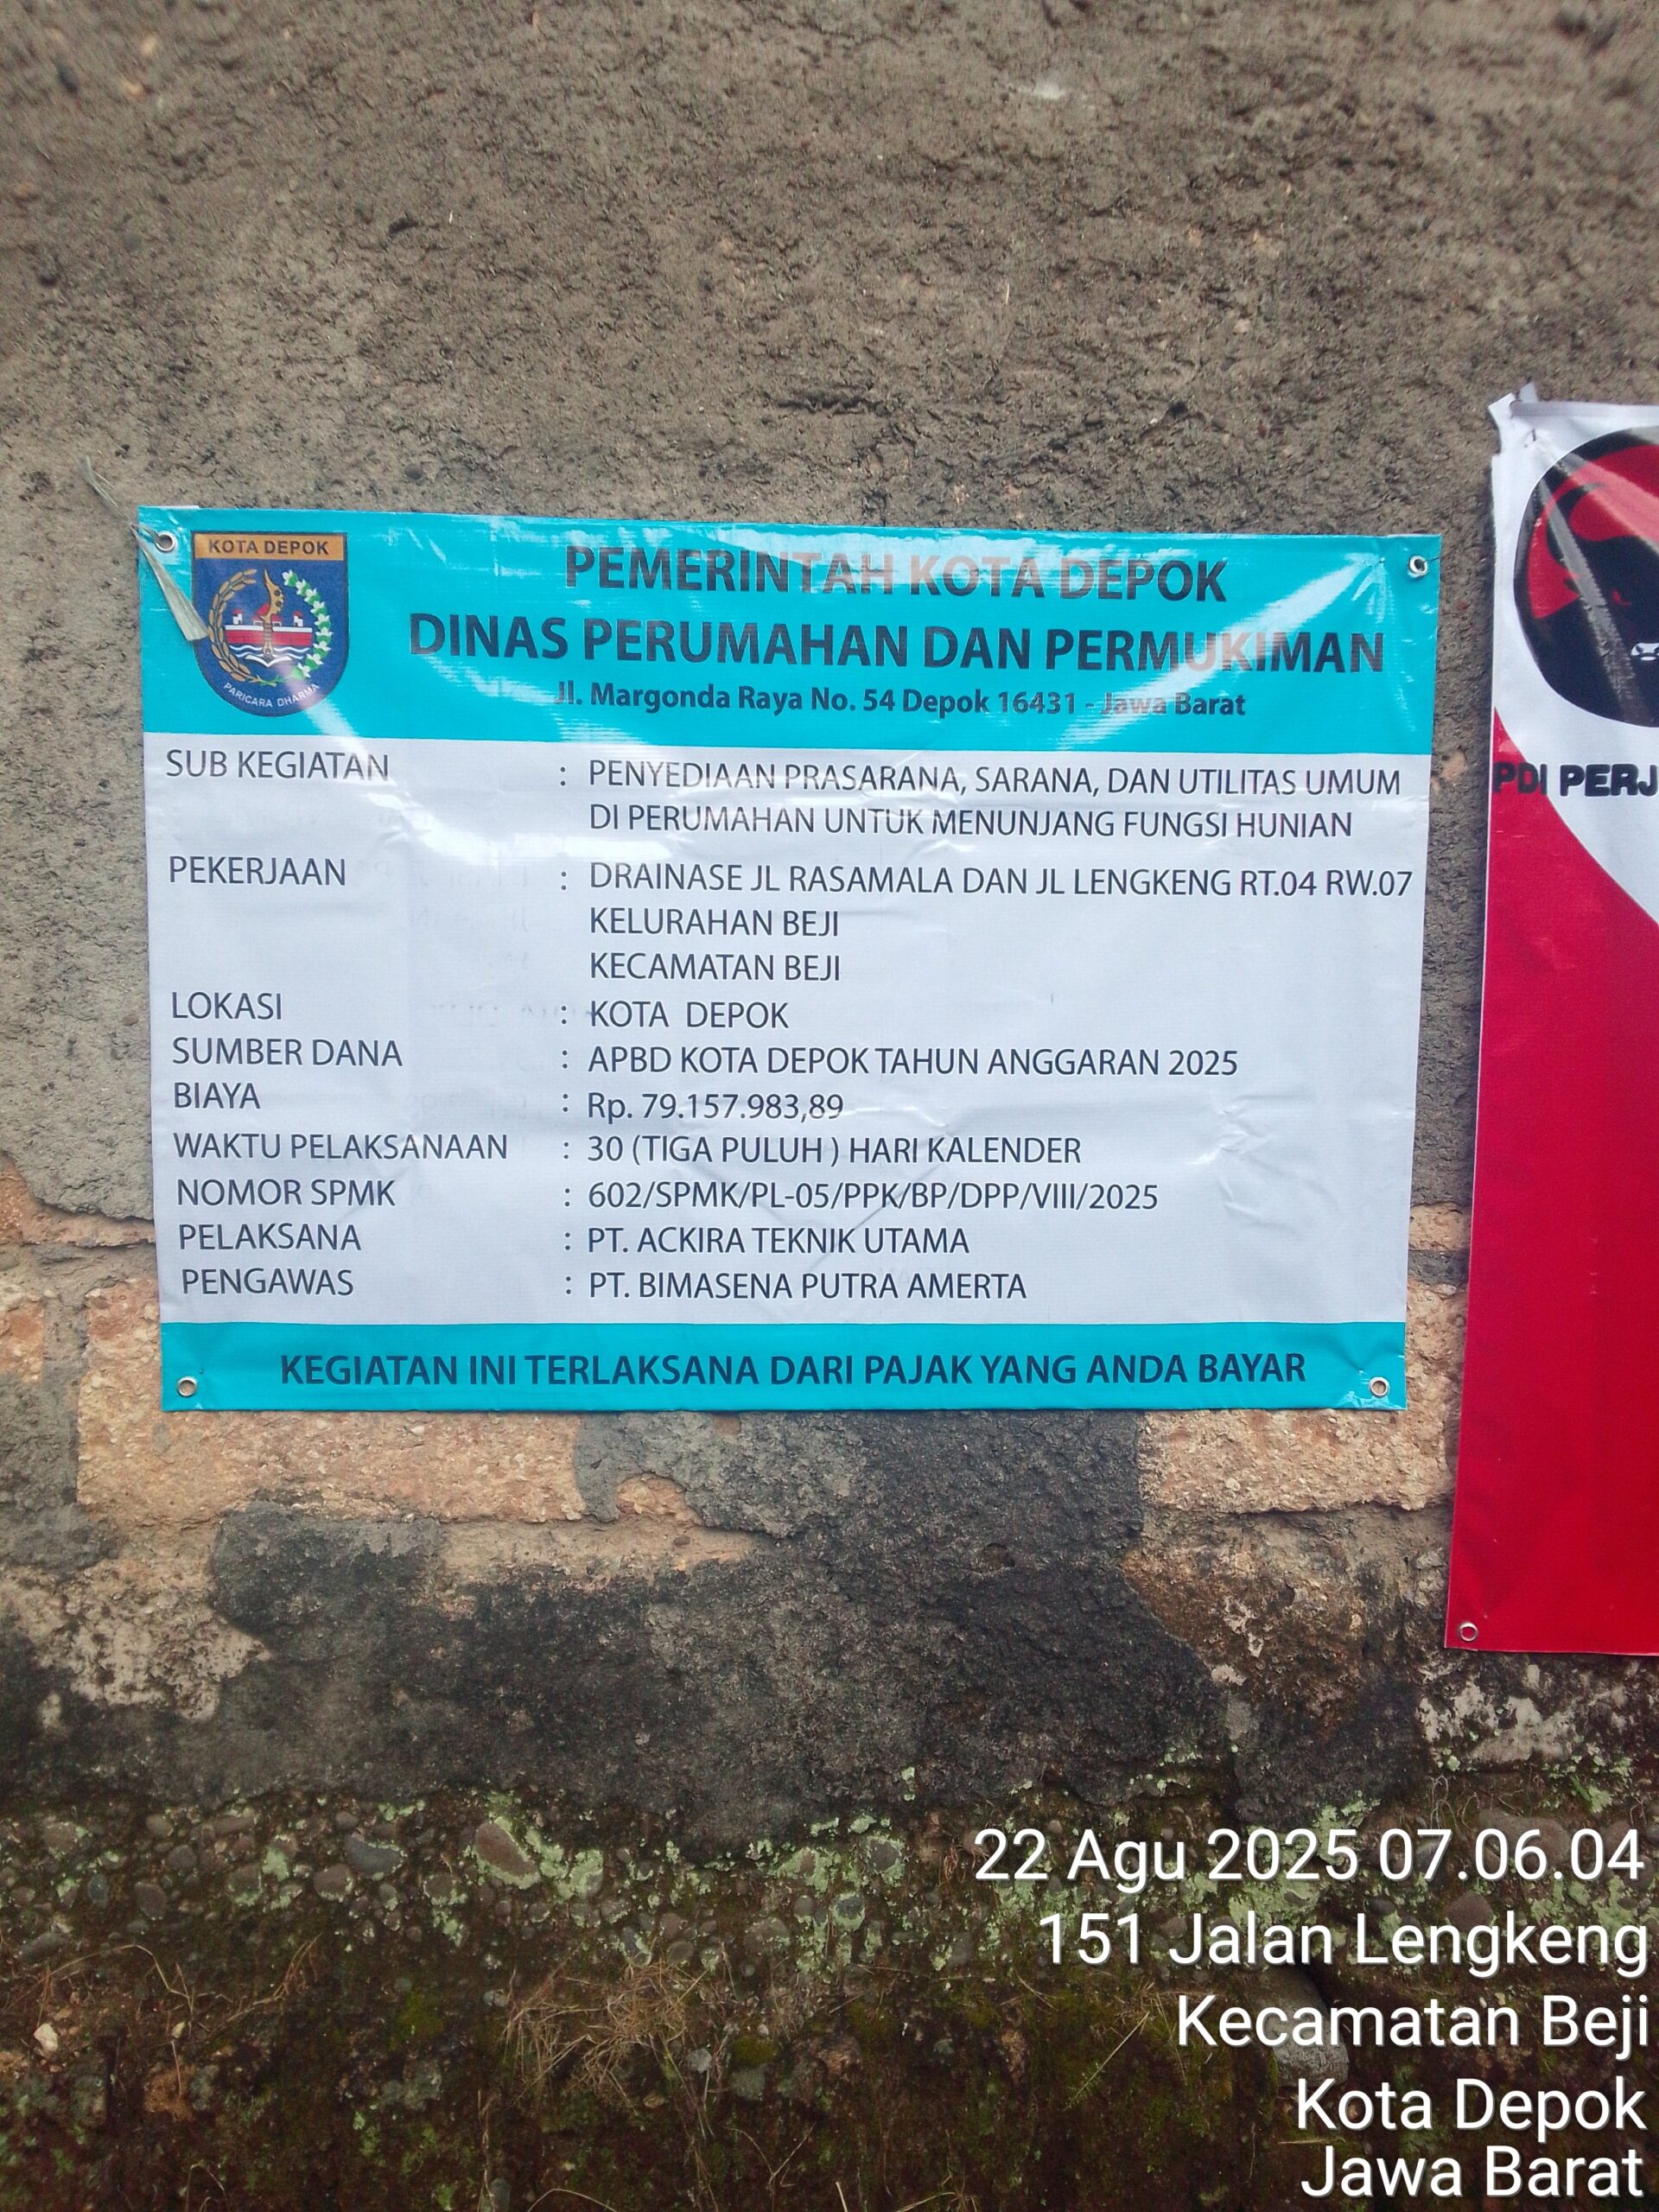 KOTA DEPOK
PARICARA DHARMA
PEMERINTAH KOTA DEPOK
DINAS PERUMAHAN DAN PERMUKIMAN
Jl. Margonda Raya No. 54 Depok 16431 - Jawa Barat
SUB KEGIATAN : PENYEDIAAN PRASARANA, SARANA, DAN UTILITAS UMUM
DI PERUMAHAN UNTUK MENUNJANG FUNGSI HUNIAN
PEKERJAAN : DRAINASE JL RASAMALA DAN JL LENGKENG RT.04 RW.07
KELURAHAN BEJI
KECAMATAN BEJI
LOKASI : KOTA DEPOK
SUMBER DANA : APBD KOTA DEPOK TAHUN ANGGARAN 2025
BIAYA : Rp. 79.157.983,89
WAKTU PELAKSANAAN : 30 (TIGA PULUH ) HARI KALENDER
NOMOR SPMK : 602/SPMK/PL-05/PPK/BP/DPP/VIII/2025
PELAKSANA : PT. ACKIRA TEKNIK UTAMA
PENGAWAS : PT. BIMASENA PUTRA AMERTA
KEGIATAN INI TERLAKSANA DARI PAJAK YANG ANDA BAYAR
PDI PERJ
22 Agu 2025 07.06.04
151 Jalan Lengkeng
Kecamatan Beji
Kota Depok
Jawa Barat